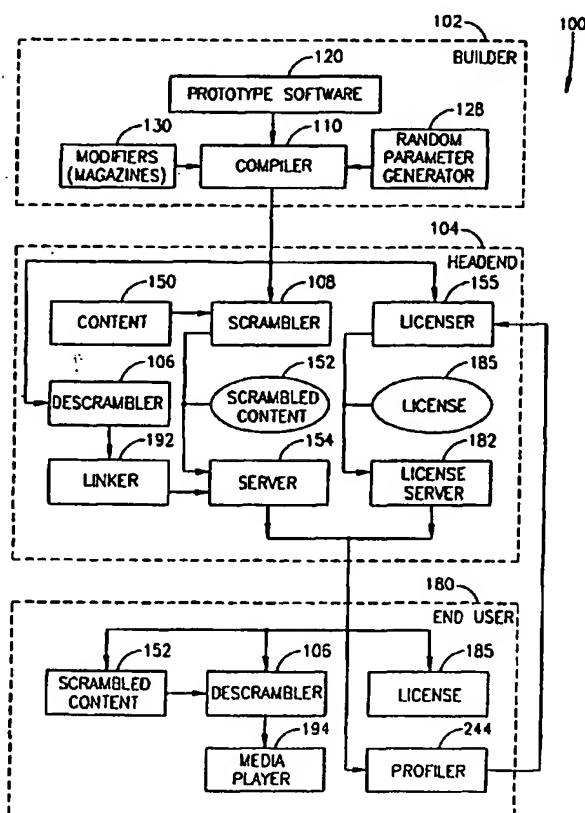 102
100
BUILDER
120
PROTOTYPE SOFTWARE
130
110
128
MODIFIERS
(MAGAZINES)
COMPILER
RANDOM
PARAMETER
GENERATOR
104
HEADEND
150
108
155
CONTENT
SCRAMBLER
LICENSER
106
152
185
DESCRAMBLER
SCRAMBLED
CONTENT
LICENSE
192
154
182
LINKER
SERVER
LICENSE
SERVER
180
END USER
152
106
185
SCRAMBLED
CONTENT
DESCRAMBLER
LICENSE
194
244
MEDIA
PLAYER
PROFILER